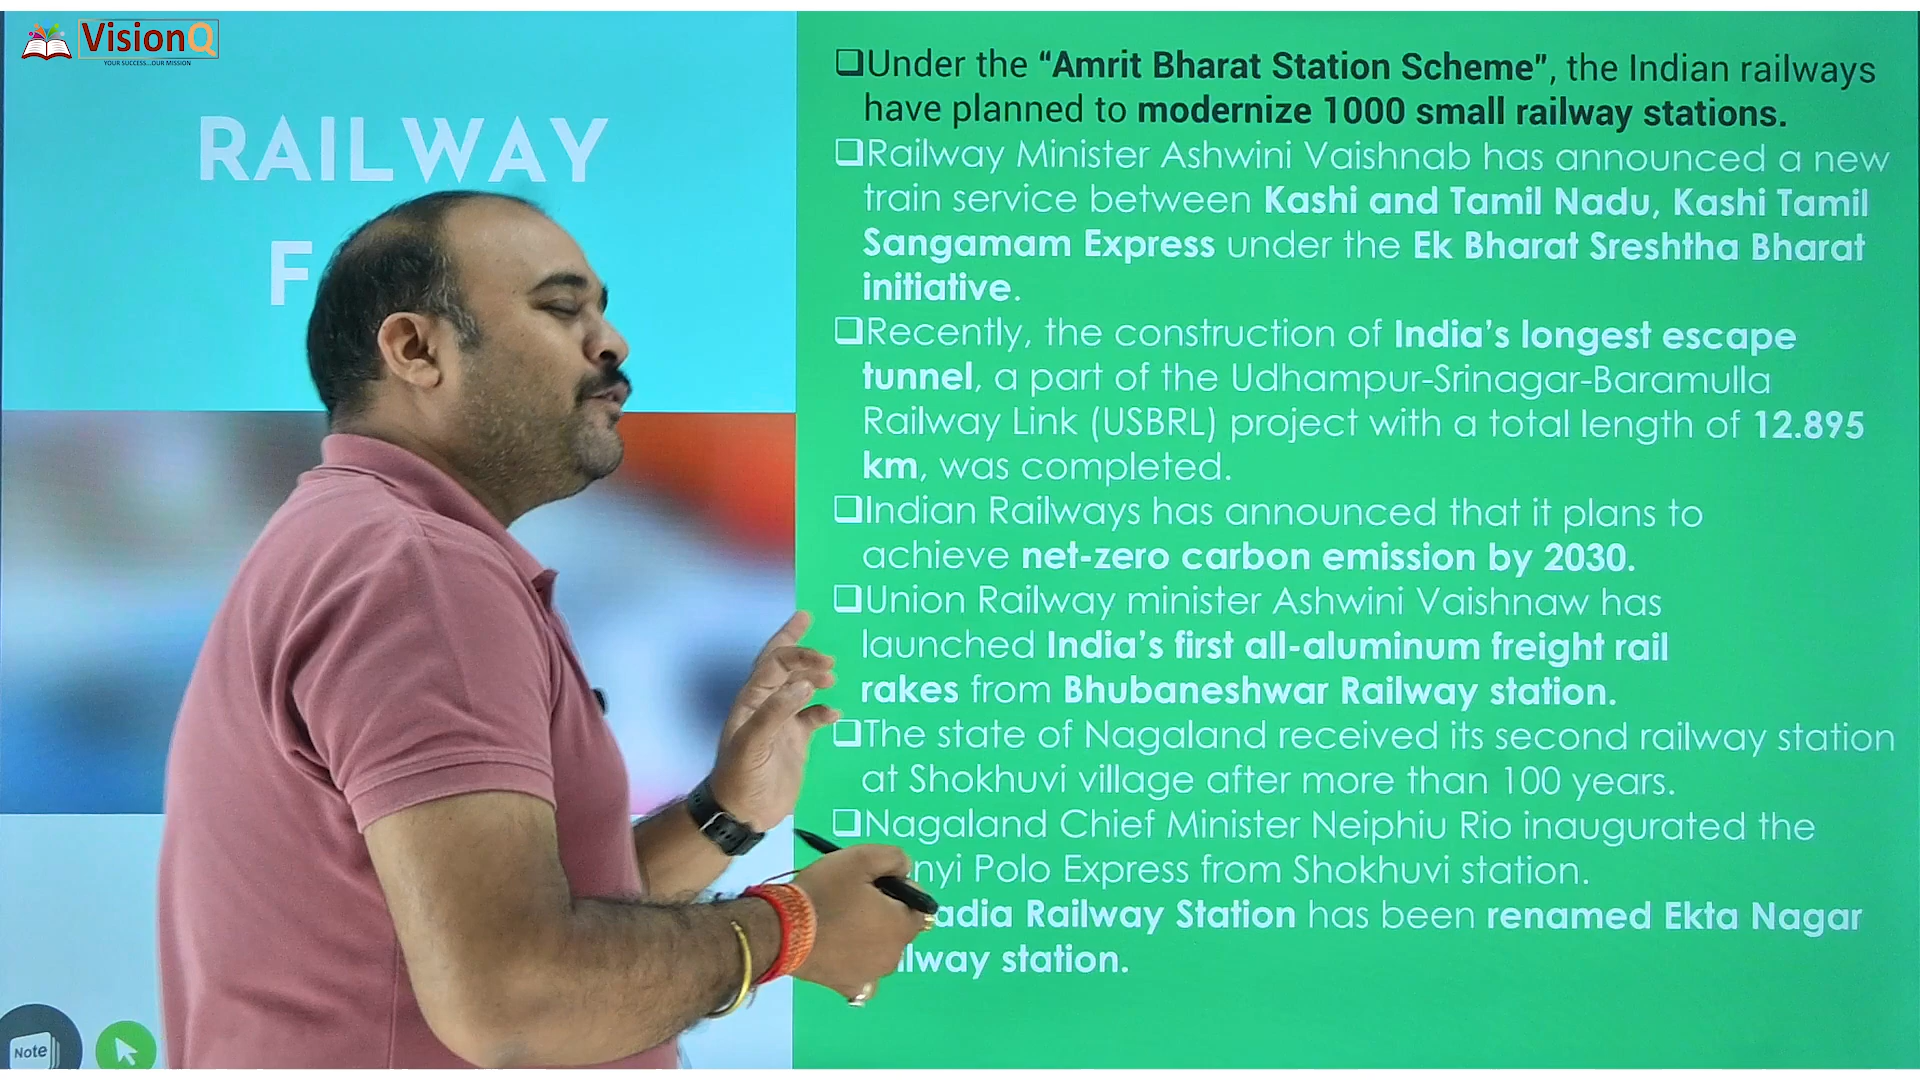 VisionQ
YOUR SUCCESS...OUR MISSION
RAILWAY
F
❑Under the “Amrit Bharat Station Scheme”, the Indian railways
have planned to modernize 1000 small railway stations.
❑Railway Minister Ashwini Vaishnab has announced a new
train service between Kashi and Tamil Nadu, Kashi Tamil
Sangamam Express under the Ek Bharat Sreshtha Bharat
initiative.
❑Recently, the construction of India’s longest escape
tunnel, a part of the Udhampur-Srinagar-Baramulla
Railway Link (USBRL) project with a total length of 12.895
km, was completed.
❑Indian Railways has announced that it plans to
achieve net-zero carbon emission by 2030.
❑Union Railway minister Ashwini Vaishnaw has
launched India’s first all-aluminum freight rail
rakes from Bhubaneshwar Railway station.
❑The state of Nagaland received its second railway station
at Shokhuvi village after more than 100 years.
❑Nagaland Chief Minister Neiphiu Rio inaugurated the
nyi Polo Express from Shokhuvi station.
adia Railway Station has been renamed Ekta Nagar
lway station.
Note